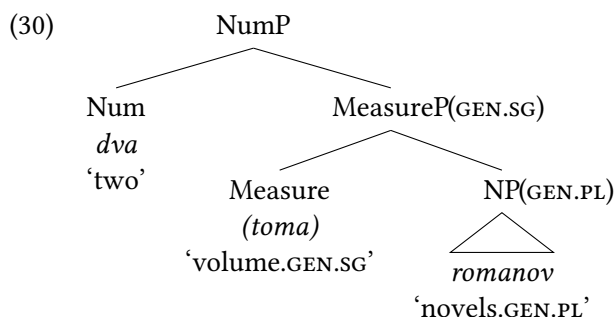 (30) NumP
Num MeasureP(GEN.SG)
dva
‘two’
Measure NP(GEN.PL)
(toma)
‘volume.GEN.SG’
romanov
‘novels.GEN.PL’